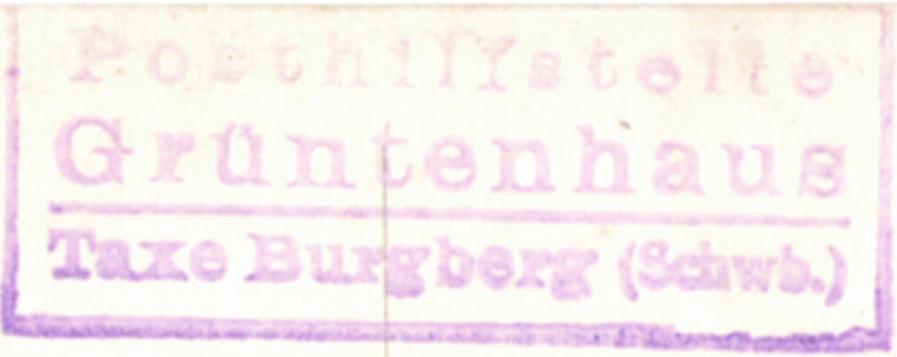 Posthilfstelle
Grüntenhaus
Taxe Burgberg (Schwb.)